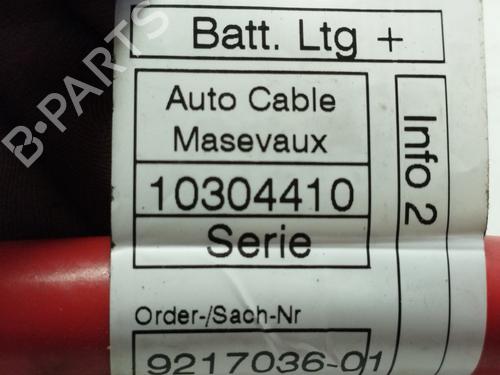 Batt. Ltg +
Auto Cable
Masevaux
10304410
Serie
Info 2
Order-/Sach-Nr
9217036-01
B-PARTS